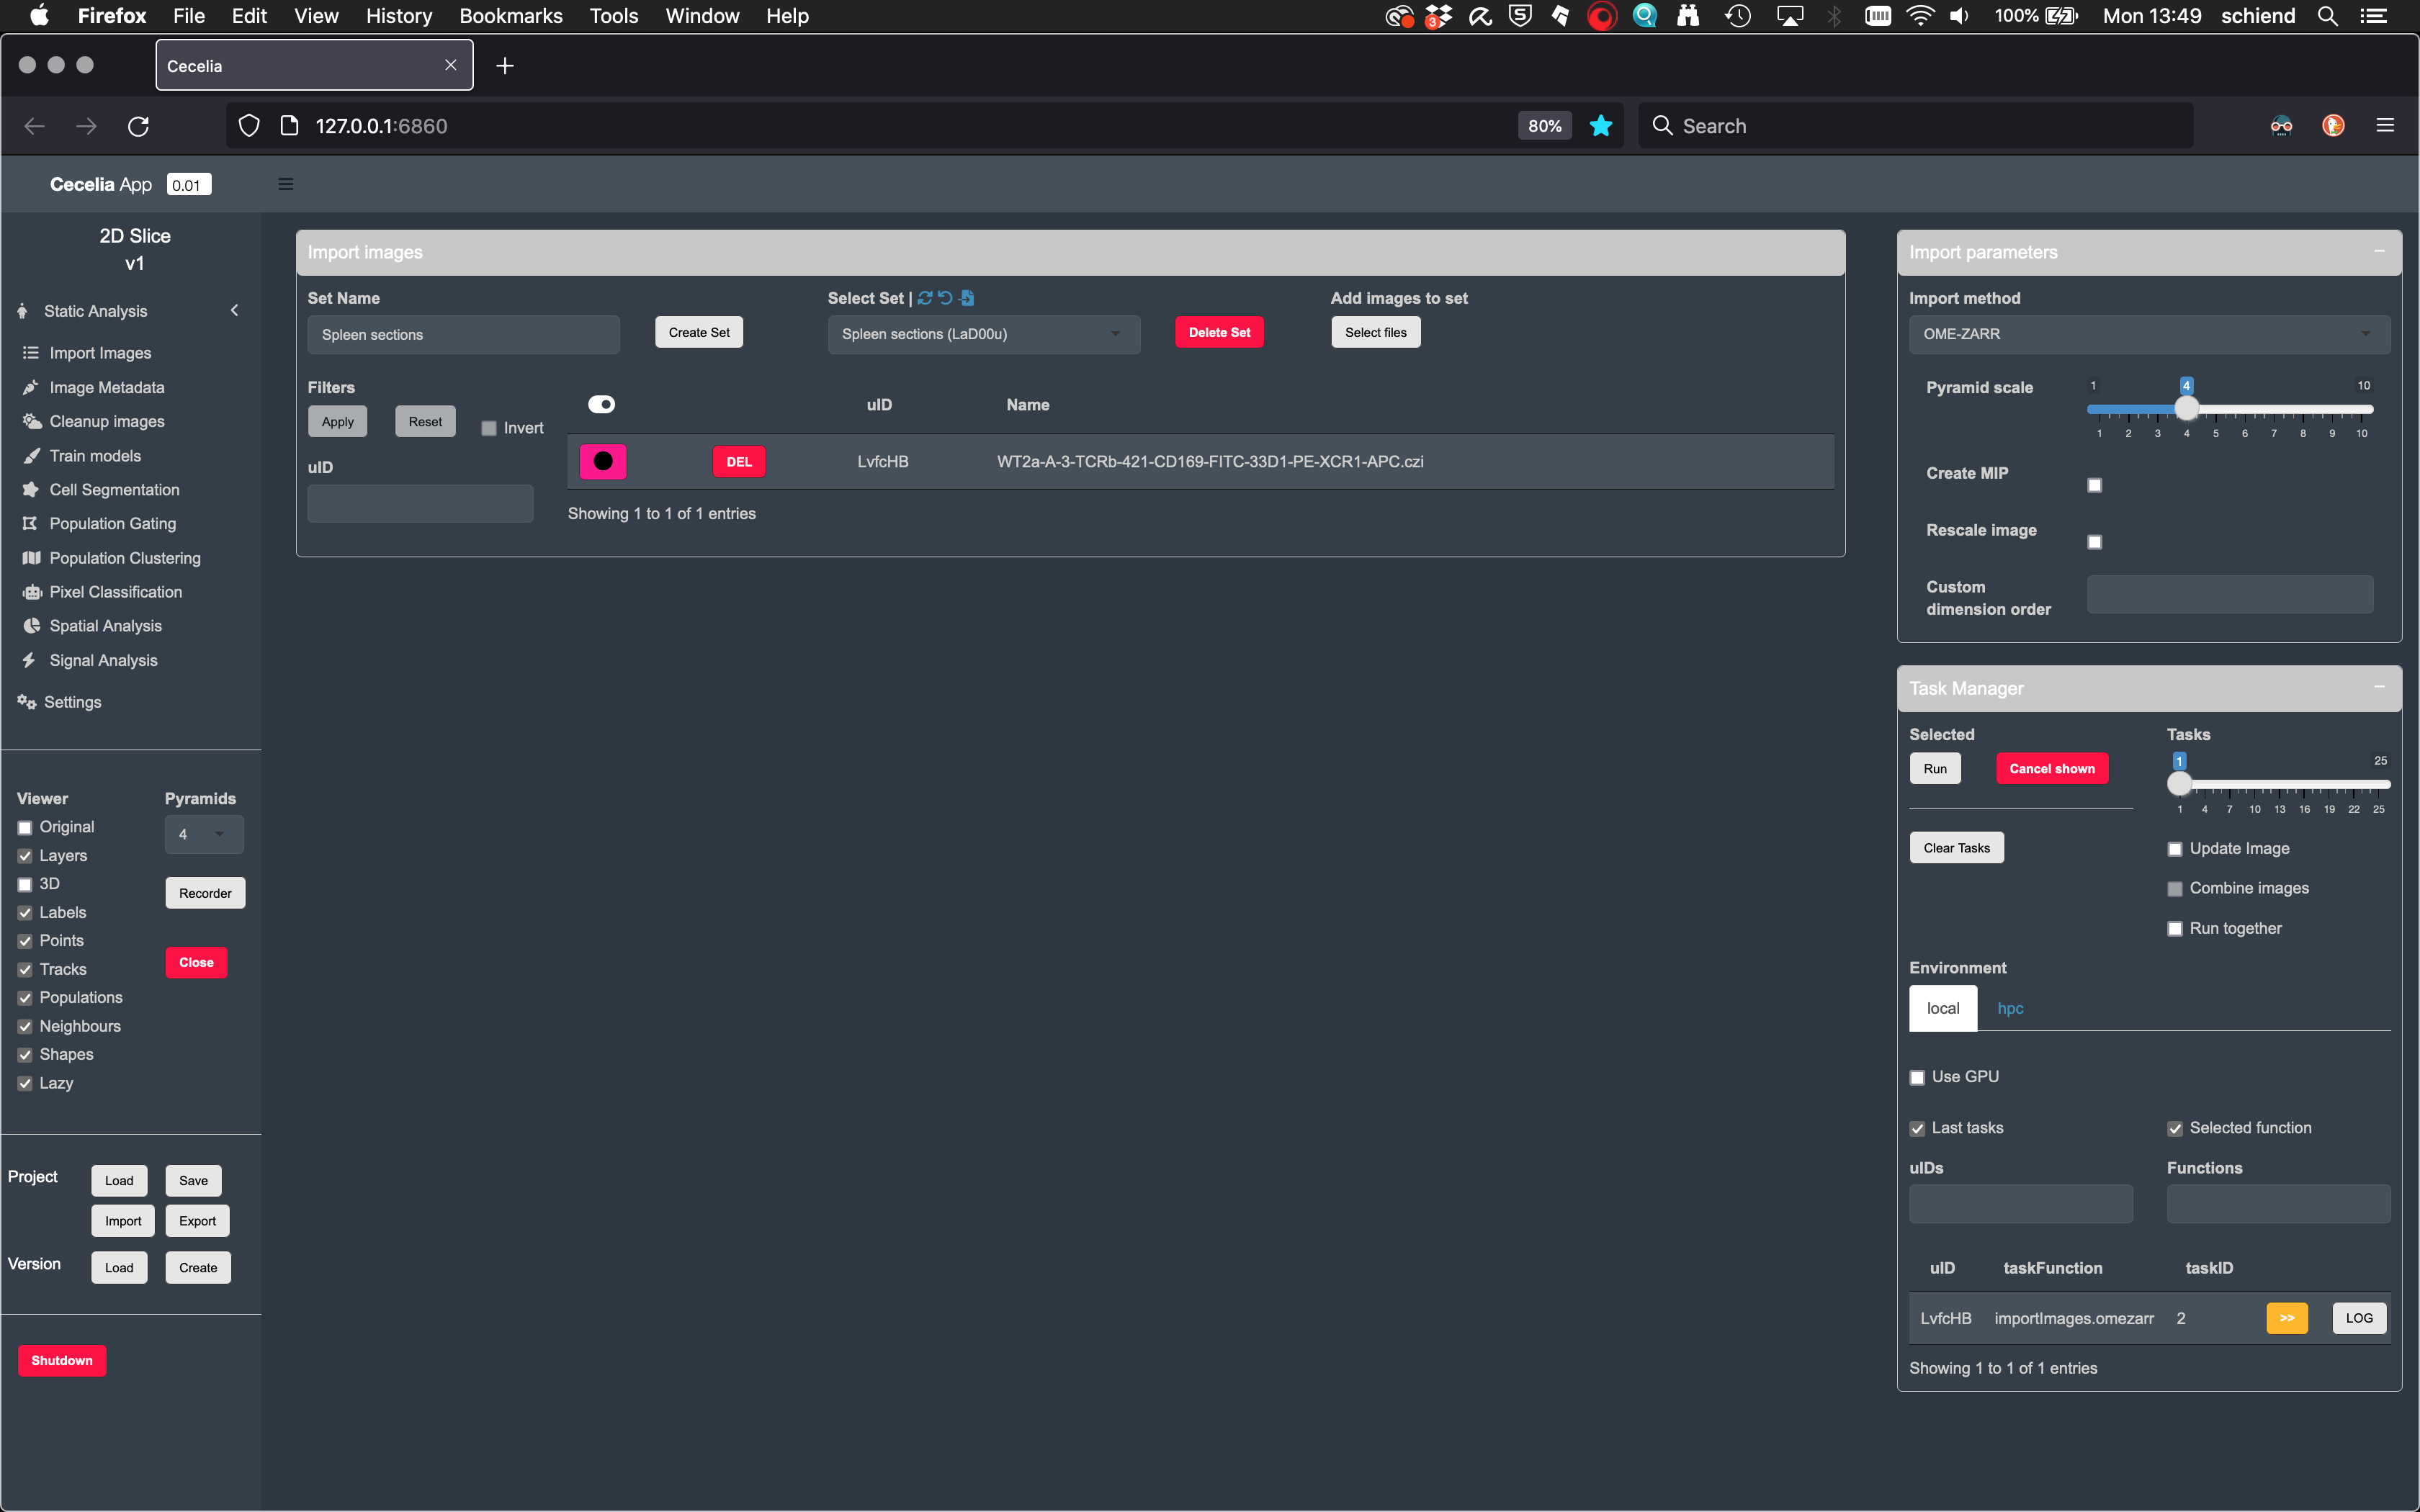 Firefox File Edit View History Bookmarks Tools Window Help 3 100% Mon 13:49 schiend
Cecelia
127.0.0.1:6860 80% Search
Cecelia App 0.01
2D Slice
v1
Static Analysis
Import Images
Image Metadata
Cleanup images
Train models
Cell Segmentation
Population Gating
Population Clustering
Pixel Classification
Spatial Analysis
Signal Analysis
Settings
Viewer Pyramids
Original 4
Layers
3D Recorder
Labels
Points
Close
Tracks
Populations
Neighbours
Shapes
Lazy
Project Load Save
Import Export
Version Load Create
Shutdown
Import images
Set Name Select Set | Add images to set
Spleen sections Create Set Spleen sections (LaD00u) Delete Set Select files
Filters
Apply Reset Invert
uID
uID Name
DEL LvfcHB WT2a-A-3-TCRb-421-CD169-FITC-33D1-PE-XCR1-APC.czi
Showing 1 to 1 of 1 entries
Import parameters
Import method
OME-ZARR
Pyramid scale 1 4 10
1 2 3 4 5 6 7 8 9 10
Create MIP
Rescale image
Custom
dimension order
Task Manager
Selected Tasks
Run Cancel shown 1 25
1 4 7 10 13 16 19 22 25
Clear Tasks Update Image
Combine images
Run together
Environment
local hpc
Use GPU
Last tasks Selected function
uIDs Functions
uID taskFunction taskID
LvfcHB importImages.omezarr 2 >> LOG
Showing 1 to 1 of 1 entries